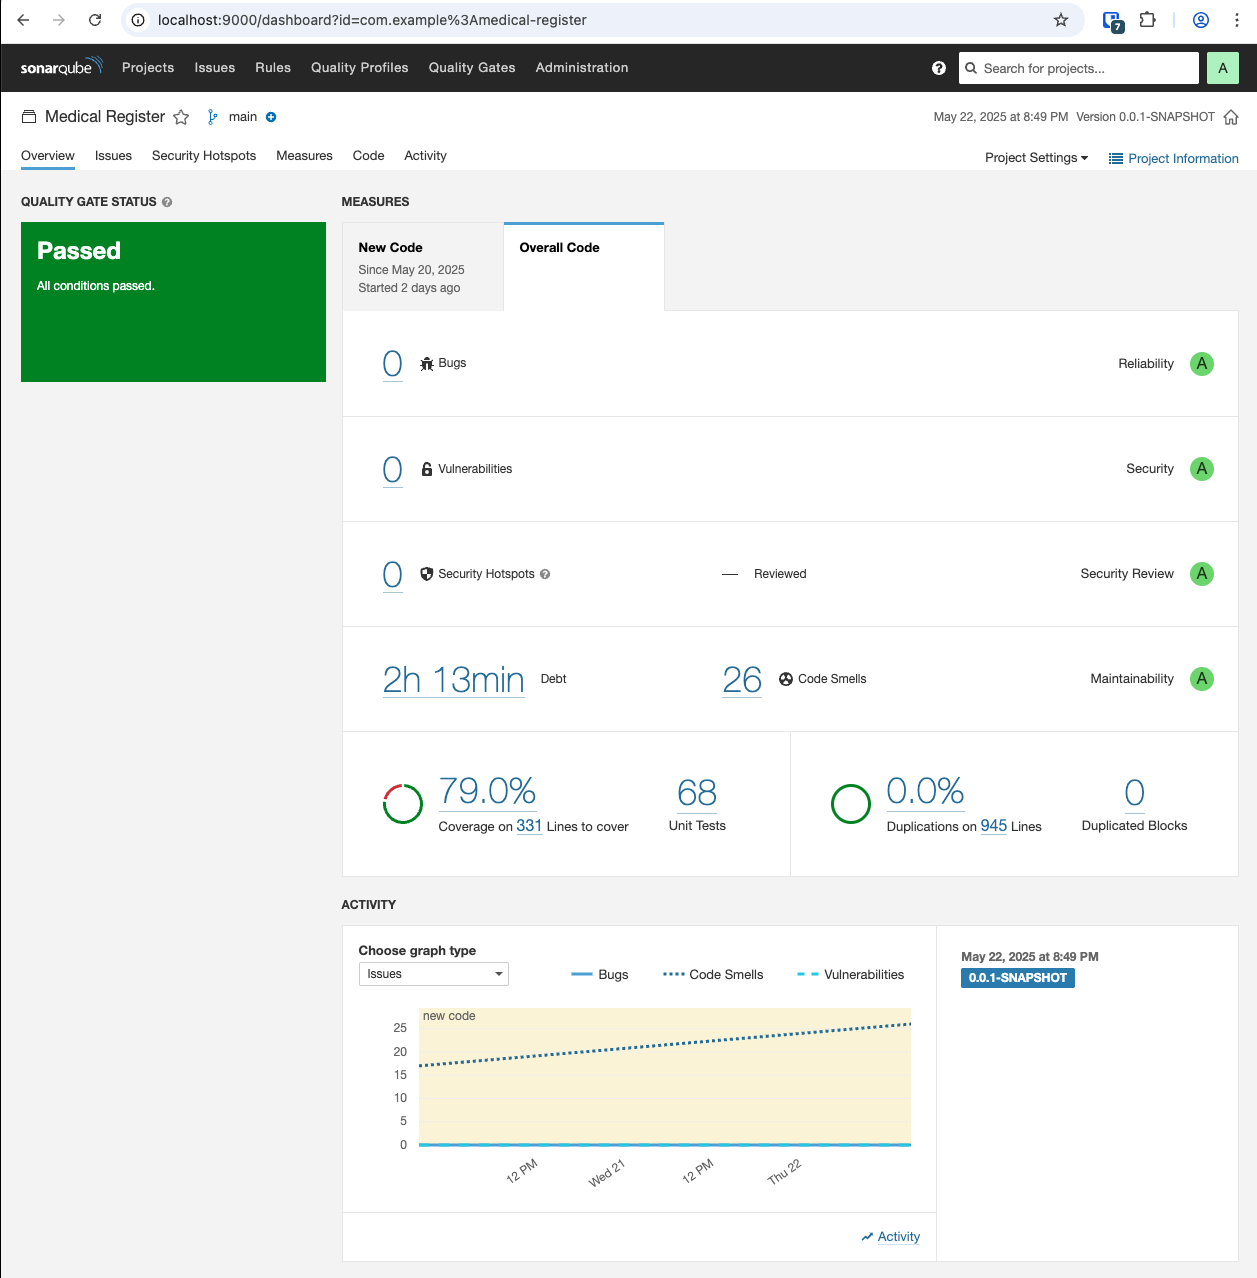 localhost:9000/dashboard?id=com.example%3Amedical-register
7
sonarqube Projects Issues Rules Quality Profiles Quality Gates Administration
? Search for projects... A
Medical Register main
May 22, 2025 at 8:49 PM Version 0.0.1-SNAPSHOT
Overview Issues Security Hotspots Measures Code Activity
Project Settings Project Information
QUALITY GATE STATUS ?
Passed
All conditions passed.
MEASURES
New Code
Since May 20, 2025
Started 2 days ago
Overall Code
0 Bugs Reliability A
0 Vulnerabilities Security A
0 Security Hotspots ? — Reviewed Security Review A
2h 13min Debt 26 Code Smells Maintainability A
79.0%
Coverage on 331 Lines to cover
68
Unit Tests
0.0%
Duplications on 945 Lines
0
Duplicated Blocks
ACTIVITY
Choose graph type
Issues
Bugs Code Smells Vulnerabilities
new code
25
20
15
10
5
0
12 PM Wed 21 12 PM Thu 22
Activity
May 22, 2025 at 8:49 PM
0.0.1-SNAPSHOT